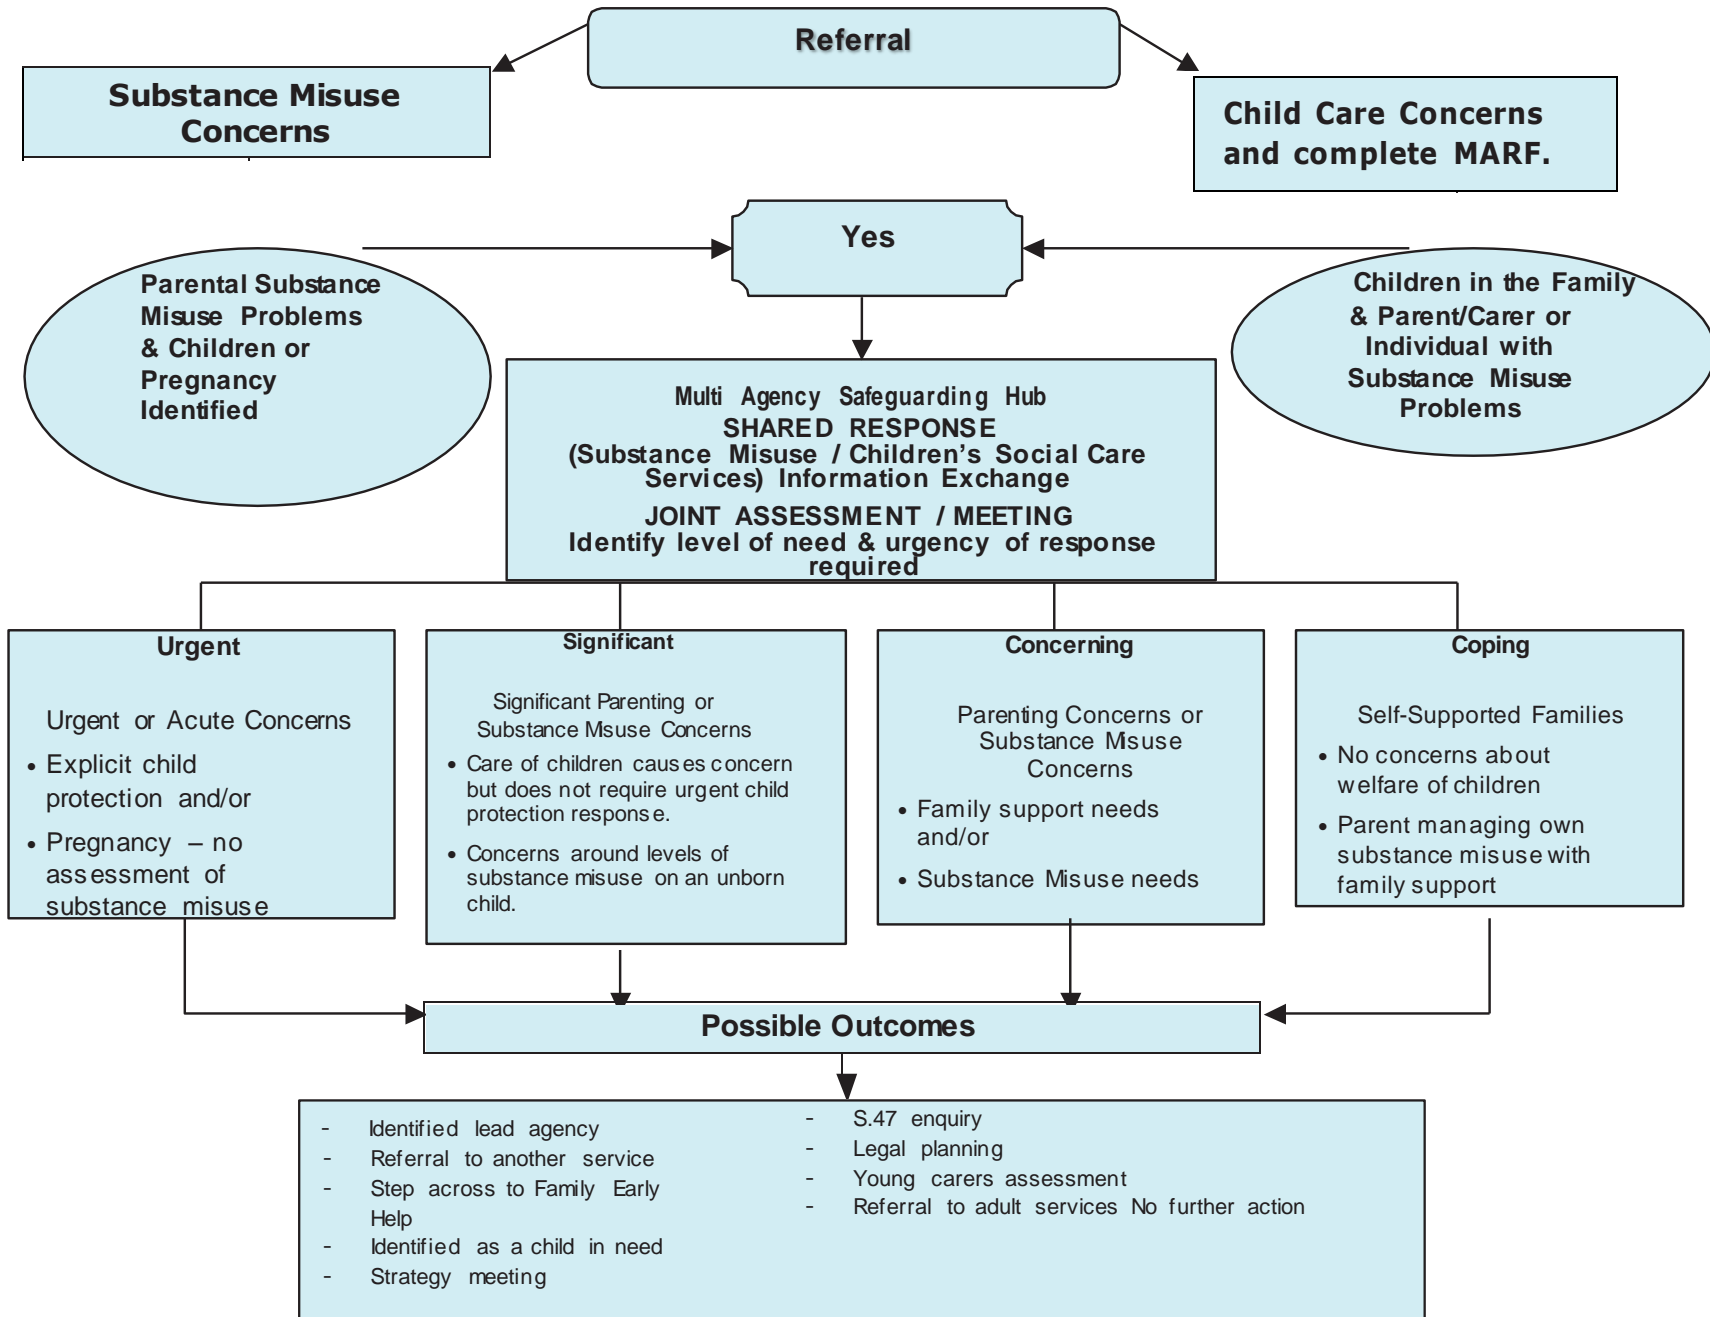 Referral
Substance Misuse
Concerns
Child Care Concerns
and complete MARF.
Yes
Parental Substance
Misuse Problems
& Children or
Pregnancy
Identified
Children in the Family
& Parent/Carer or
Individual with
Substance Misuse
Problems
Multi Agency Safeguarding Hub
SHARED RESPONSE
(Substance Misuse / Children’s Social Care
Services) Information Exchange
JOINT ASSESSMENT / MEETING
Identify level of need & urgency of response
required
Urgent
Urgent or Acute Concerns
• Explicit child
protection and/or
• Pregnancy – no
assessment of
substance misuse
Significant
Significant Parenting or
Substance Misuse Concerns
• Care of children causes concern
but does not require urgent child
protection response.
• Concerns around levels of
substance misuse on an unborn
child.
Concerning
Parenting Concerns or
Substance Misuse
Concerns
• Family support needs
and/or
• Substance Misuse needs
Coping
Self-Supported Families
• No concerns about
welfare of children
• Parent managing own
substance misuse with
family support
Possible Outcomes
- Identified lead agency
- Referral to another service
- Step across to Family Early
Help
- Identified as a child in need
- Strategy meeting
- S.47 enquiry
- Legal planning
- Young carers assessment
- Referral to adult services No further action